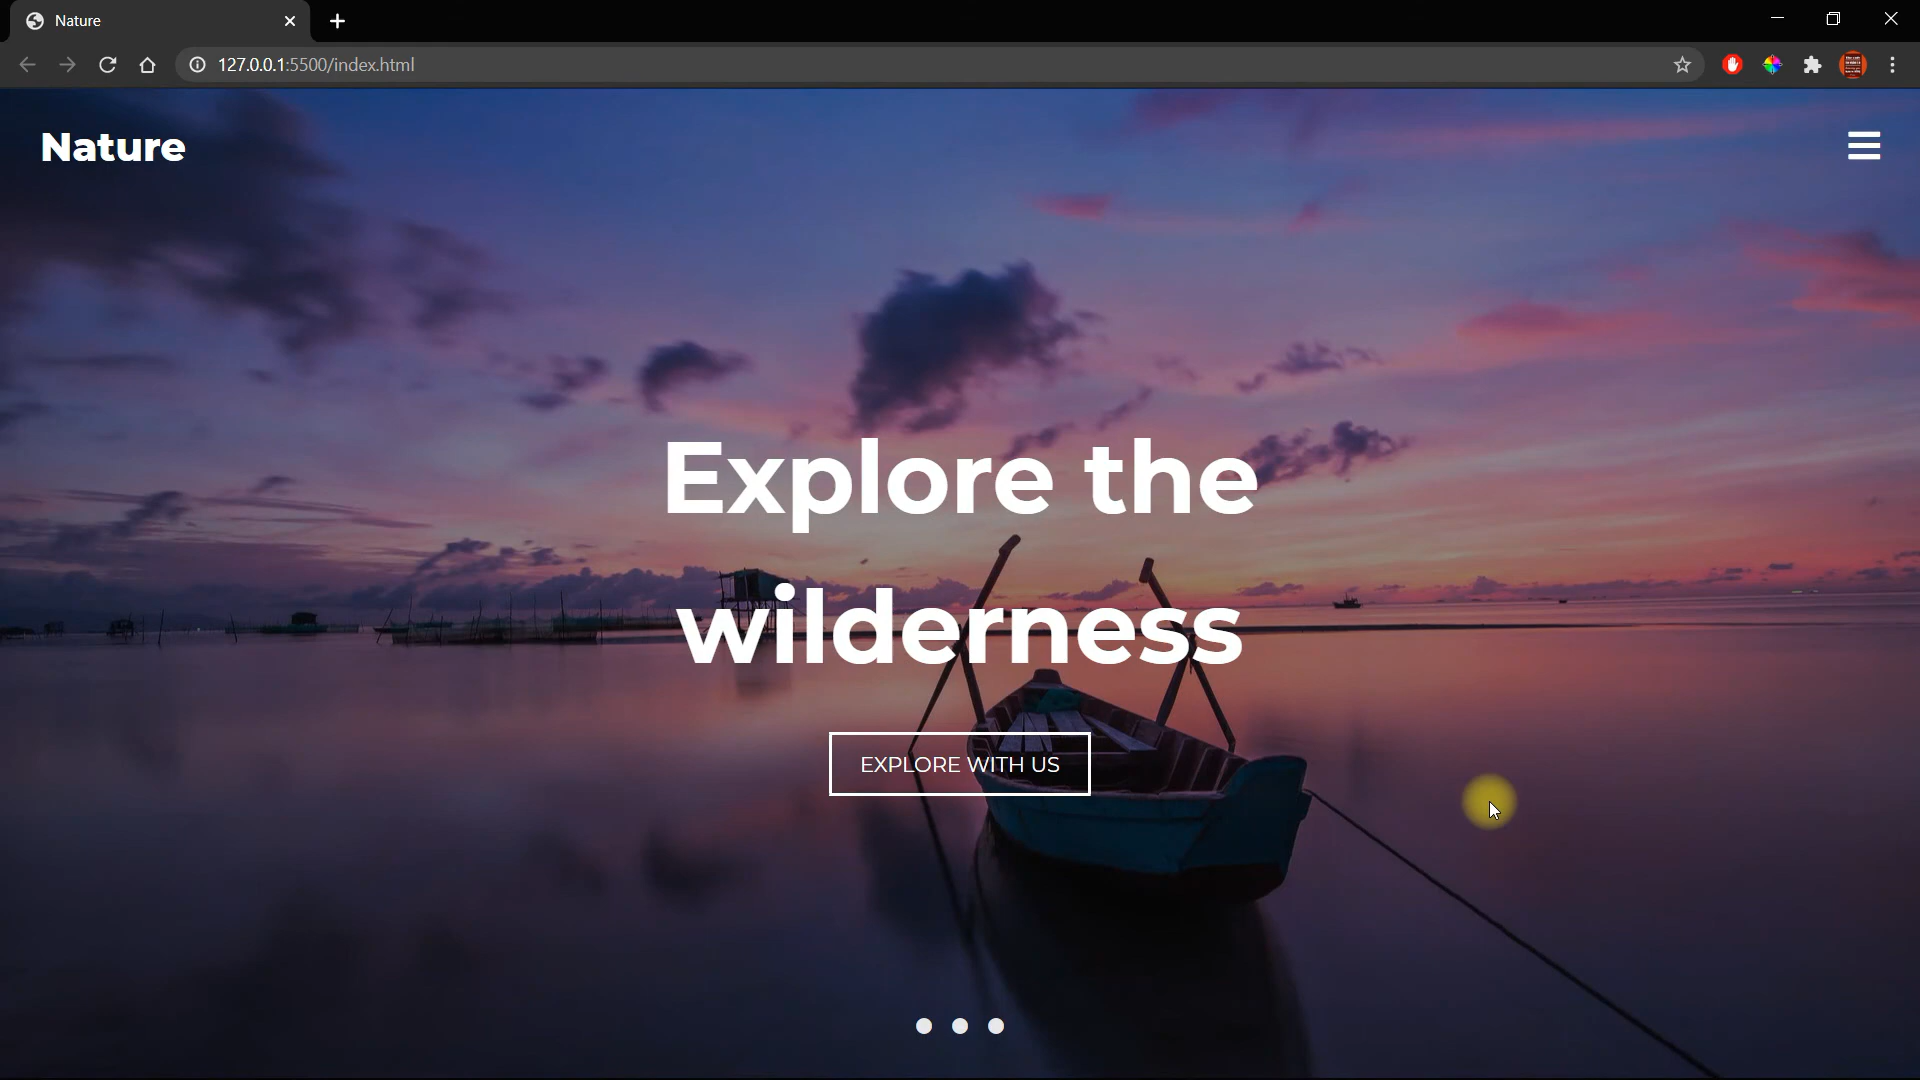 Nature
127.0.0.1:5500/index.html
Nature
Explore the
wilderness
EXPLORE WITH US